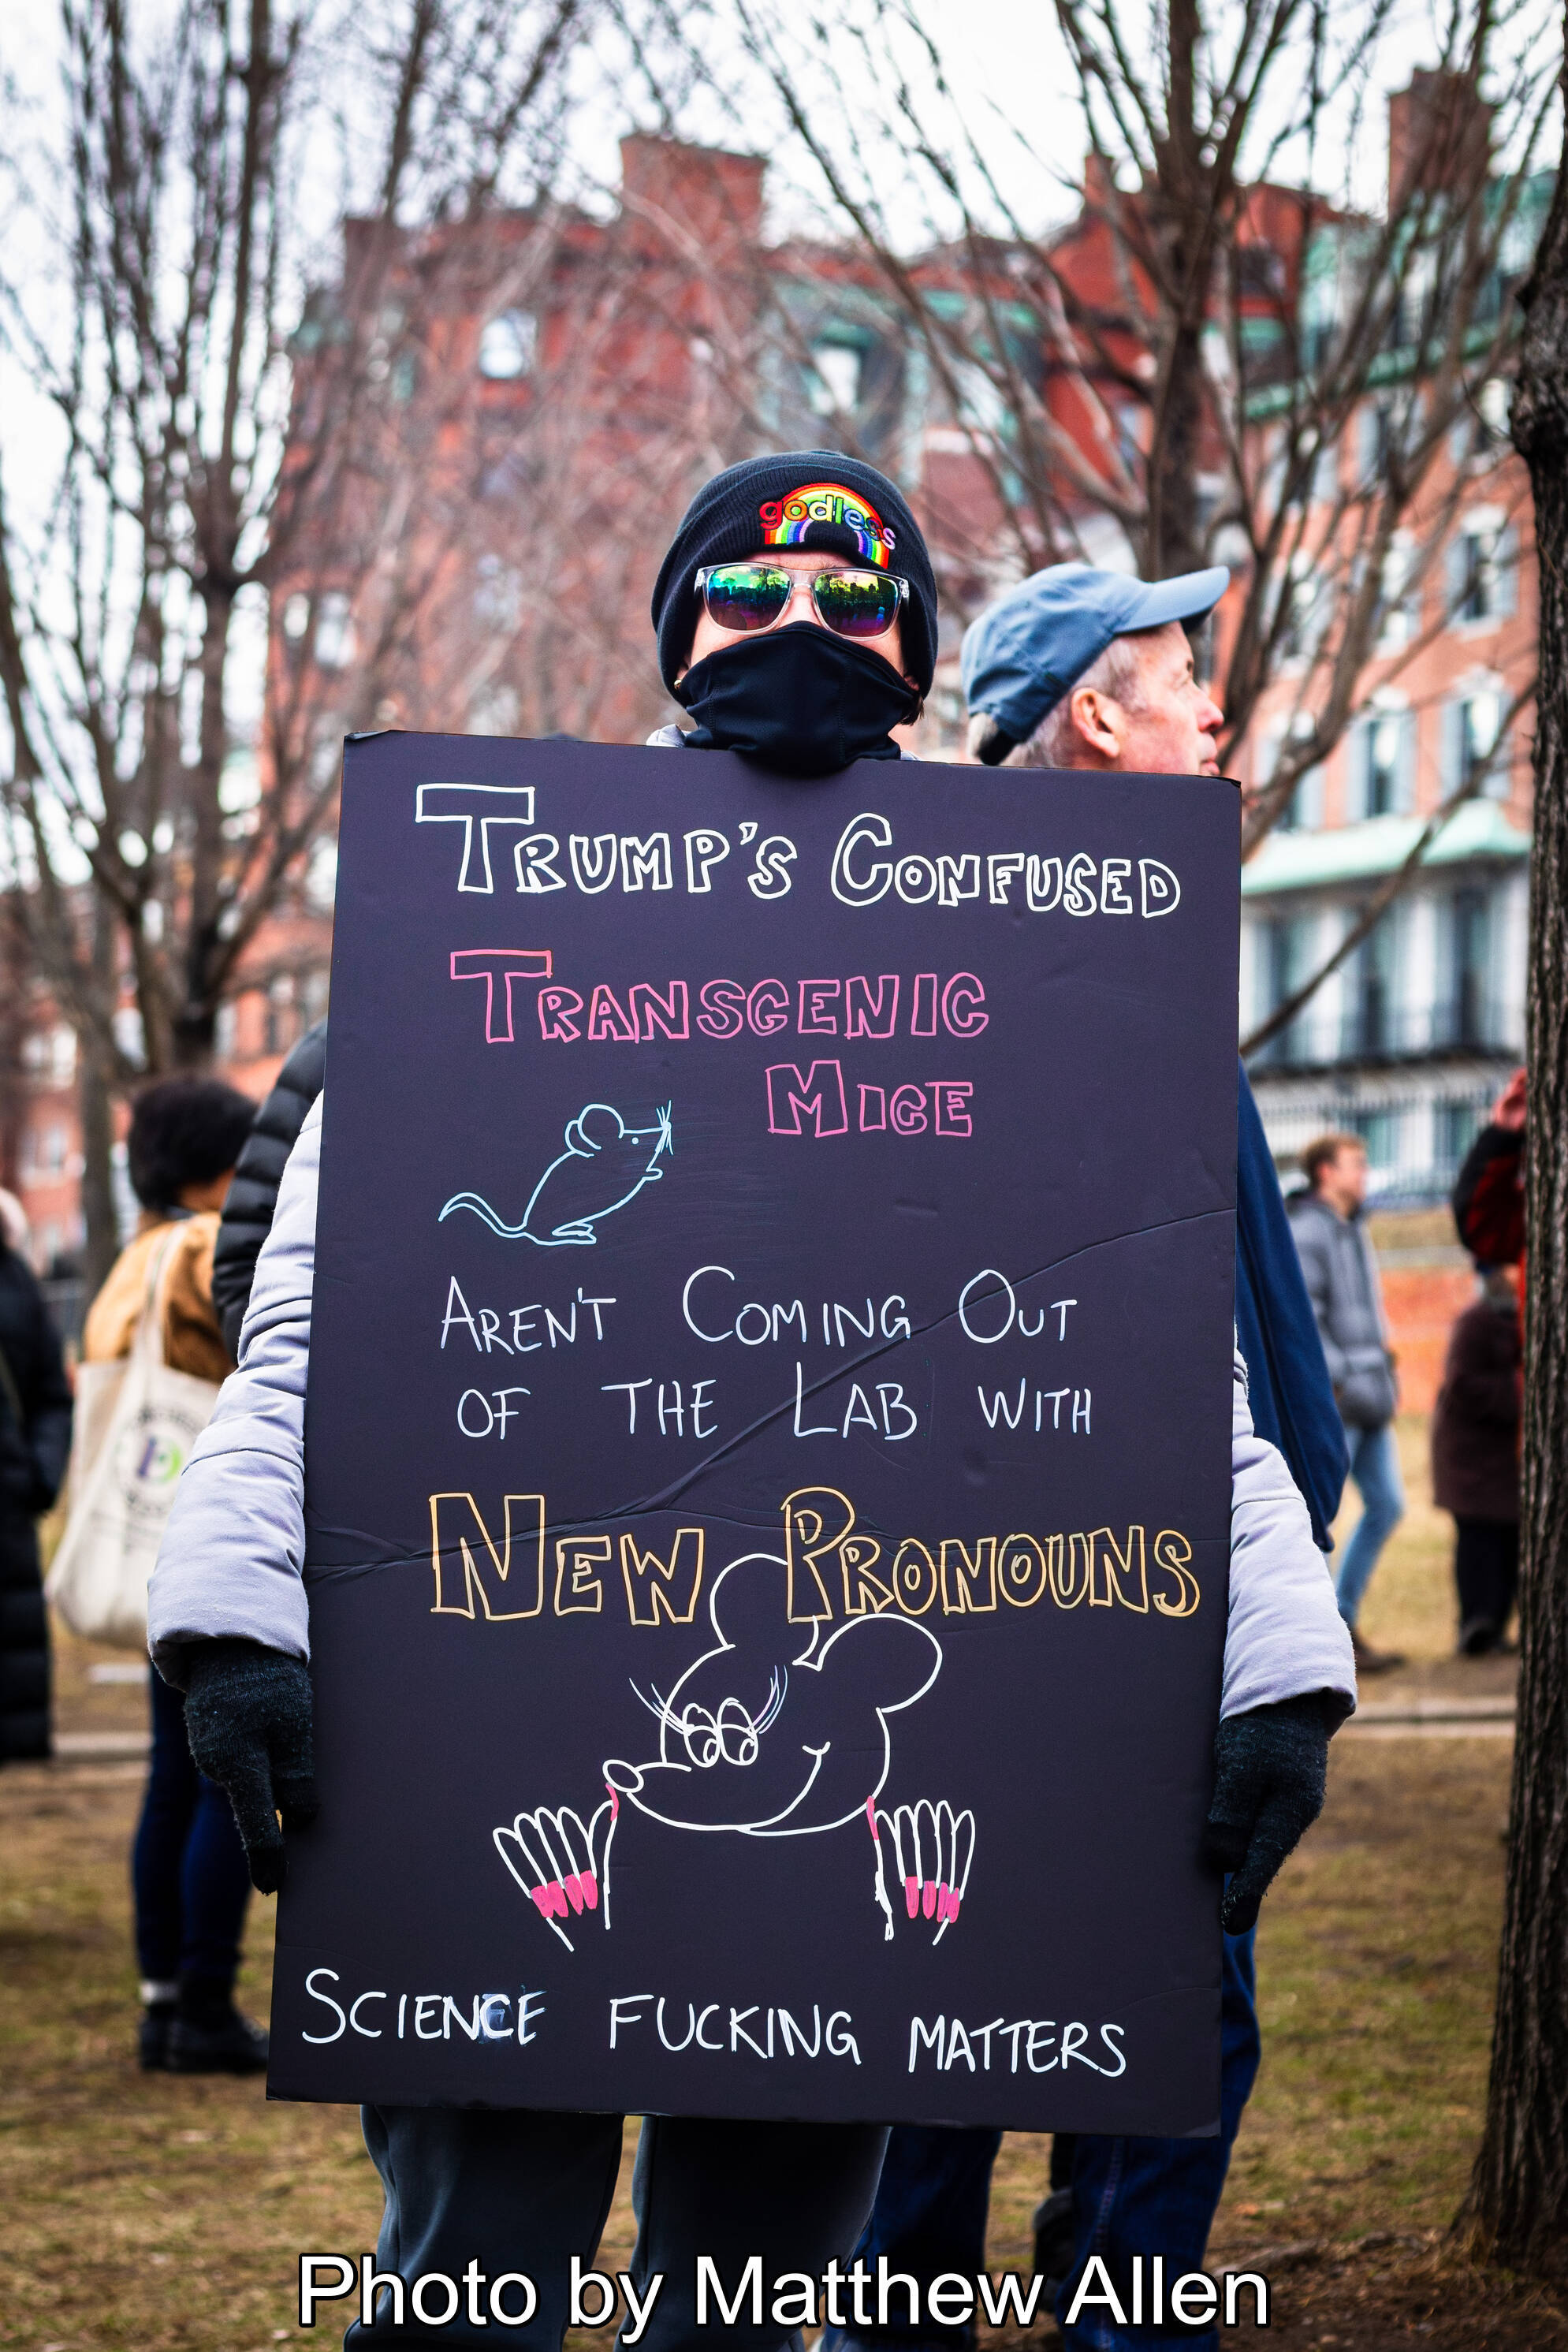 godless
TRUMP'S CONFUSED
TRANSGENIC
MICE
AREN'T COMING OUT
OF THE LAB WITH
NEW PRONOUNS
SCIENCE FUCKING MATTERS
Photo by Matthew Allen